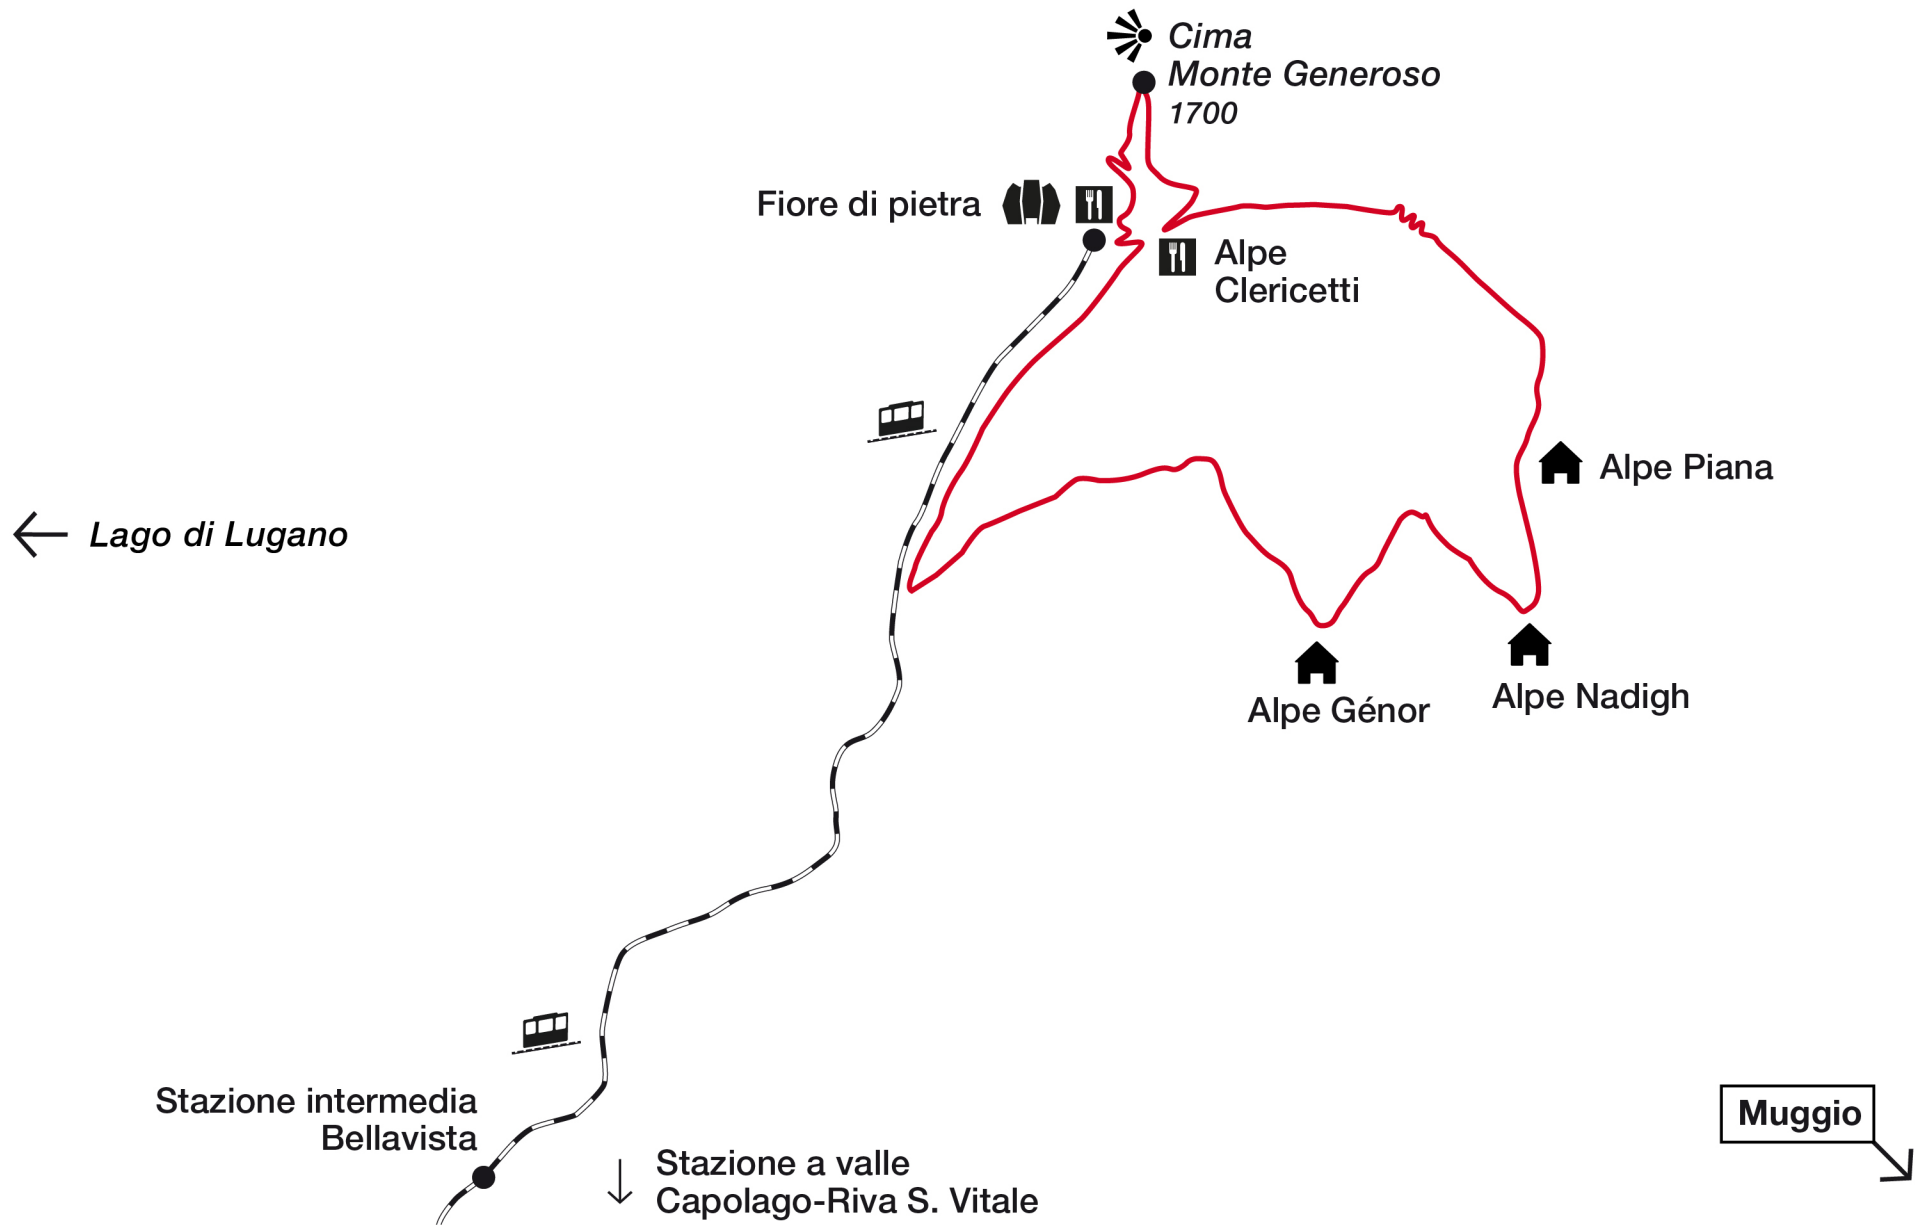 Cima
Monte Generoso
1700
Fiore di pietra
Alpe
Clericetti
Alpe Piana
Lago di Lugano
Alpe Nadigh
Alpe Génor
Stazione intermedia
Bellavista
Muggio
Stazione a valle
Capolago-Riva S. Vitale